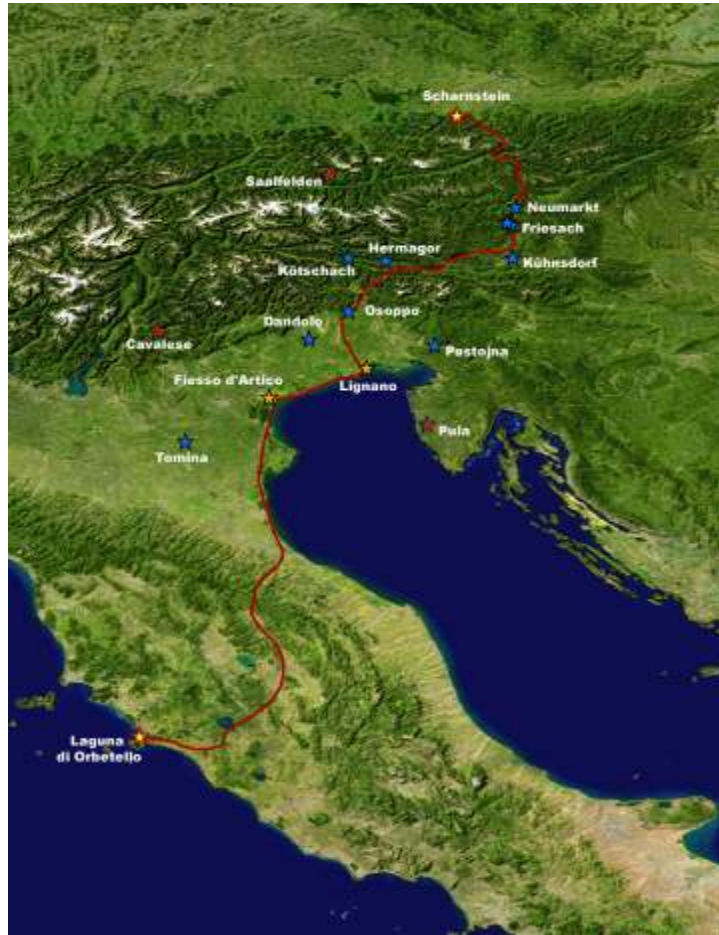 Scharnstein
Saalfelden
Neumarkt
Friesach
Hermagor
Kötschach
Kühnsdorf
Osoppo
Dandolo
Cavalese
Postojna
Fiesso d'Artico
Lignano
Pula
Tomina
Laguna
di Orbetello